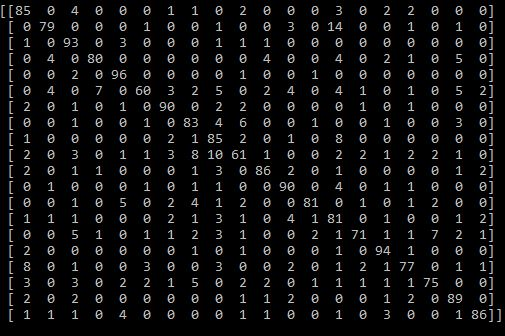 [[85 0 4 0 0 0 1 1 0 2 0 0 0 3 0 2 2 0 0 0]
[ 0 79 0 0 0 1 0 0 1 0 0 3 0 14 0 0 1 0 1 0]
[ 1 0 93 0 3 0 0 0 1 1 1 0 0 0 0 0 0 0 0 0]
[ 0 4 0 80 0 0 0 0 0 0 4 0 0 4 0 2 1 0 5 0]
[ 0 0 2 0 96 0 0 0 0 1 0 0 1 0 0 0 0 0 0 0]
[ 0 4 0 7 0 60 3 2 5 0 2 4 0 4 1 0 1 0 5 2]
[ 2 0 1 0 1 0 90 0 2 2 0 0 0 0 1 0 1 0 0 0]
[ 0 0 1 0 0 1 0 83 4 6 0 0 1 0 0 1 0 0 3 0]
[ 1 0 0 0 0 0 2 1 85 2 0 1 0 8 0 0 0 0 0 0]
[ 2 0 3 0 1 1 3 8 10 61 1 0 0 2 2 1 2 2 1 0]
[ 2 0 1 1 0 0 0 1 3 0 86 2 0 1 0 0 0 0 1 2]
[ 0 1 0 0 0 1 0 1 1 0 0 90 0 4 0 1 1 0 0 0]
[ 0 0 1 0 5 0 2 4 1 2 0 0 81 0 1 0 1 2 0 0]
[ 1 1 1 0 0 0 2 1 3 1 0 4 1 81 0 1 0 0 1 2]
[ 0 0 5 1 0 1 1 2 3 1 0 0 2 1 71 1 1 7 2 1]
[ 2 0 0 0 0 0 1 0 1 0 0 0 0 1 0 94 1 0 0 0]
[ 8 0 1 0 0 3 0 0 3 0 0 2 0 1 2 1 77 0 1 1]
[ 3 0 3 0 2 2 1 5 0 2 2 0 1 1 1 1 1 75 0 0]
[ 2 0 2 0 0 0 0 0 0 1 1 2 0 0 0 1 2 0 89 0]
[ 1 1 1 0 4 0 0 0 0 1 1 0 0 1 0 3 0 0 1 86]]